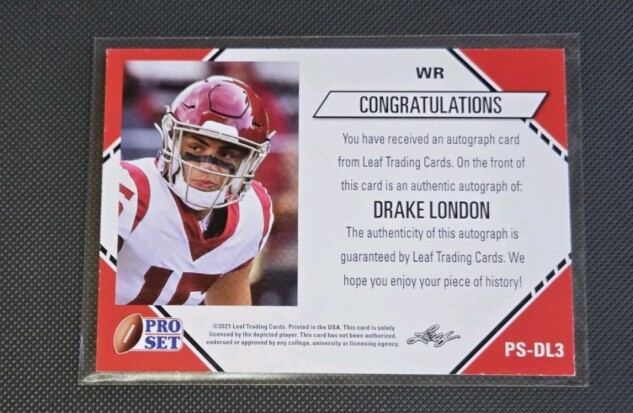 WR
CONGRATULATIONS
You have received an autograph card
from Leaf Trading Cards. On the front of
this card is an authentic autograph of:
DRAKE LONDON
The authenticity of this autograph is
guaranteed by Leaf Trading Cards. We
hope you enjoy your piece of history!
15
PRO
SET
©2021 Leaf Trading Cards. Printed in the USA. This card is solely
licensed by the depicted player. This card has not been authorized,
endorsed or approved by any college, university or licensing agency.
Leaf
PS-DL3